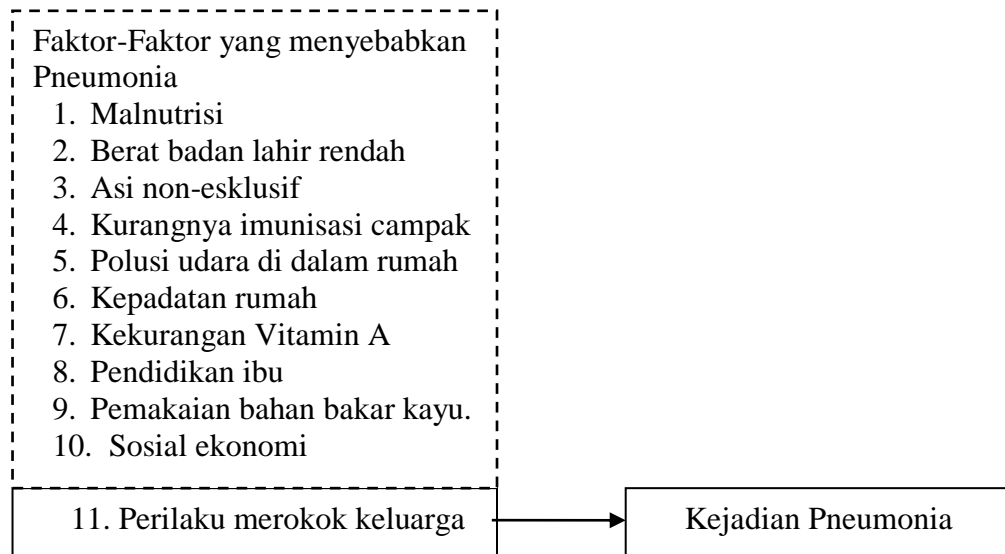 Faktor-Faktor yang menyebabkan
Pneumonia
1. Malnutrisi
2. Berat badan lahir rendah
3. Asi non-esklusif
4. Kurangnya imunisasi campak
5. Polusi udara di dalam rumah
6. Kepadatan rumah
7. Kekurangan Vitamin A
8. Pendidikan ibu
9. Pemakaian bahan bakar kayu.
10. Sosial ekonomi
11. Perilaku merokok keluarga
Kejadian Pneumonia